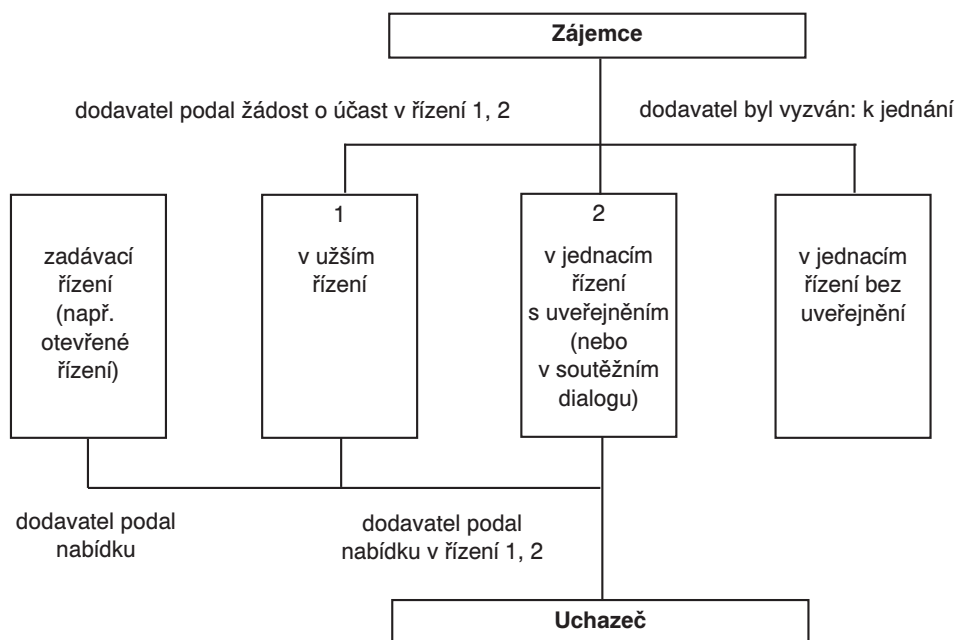 Zájemce
dodavatel podal žádost o účast v řízení 1, 2
dodavatel byl vyzván: k jednání
zadávací
řízení
(např.
otevřené
řízení)
1
v užším
řízení
2
v jednacím
řízení
s uveřejněním
(nebo
v soutěžním
dialogu)
v jednacím
řízení bez
uveřejnění
dodavatel podal
nabídku
dodavatel podal
nabídku v řízení 1, 2
Uchazeč